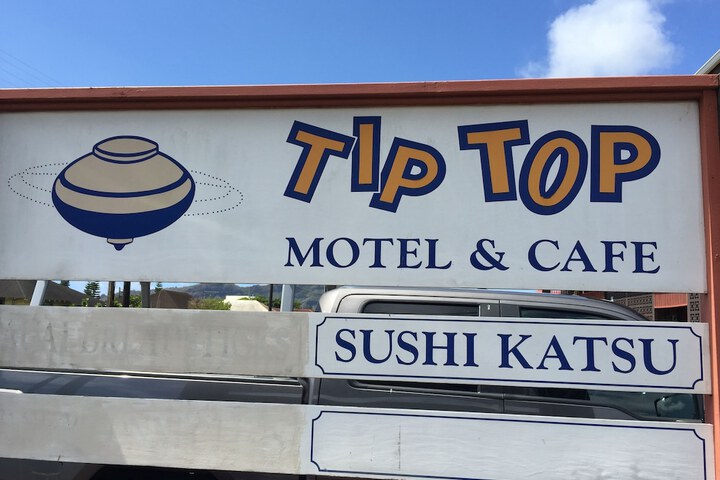 TIP TOP
MOTEL & CAFE
SUSHI KATSU